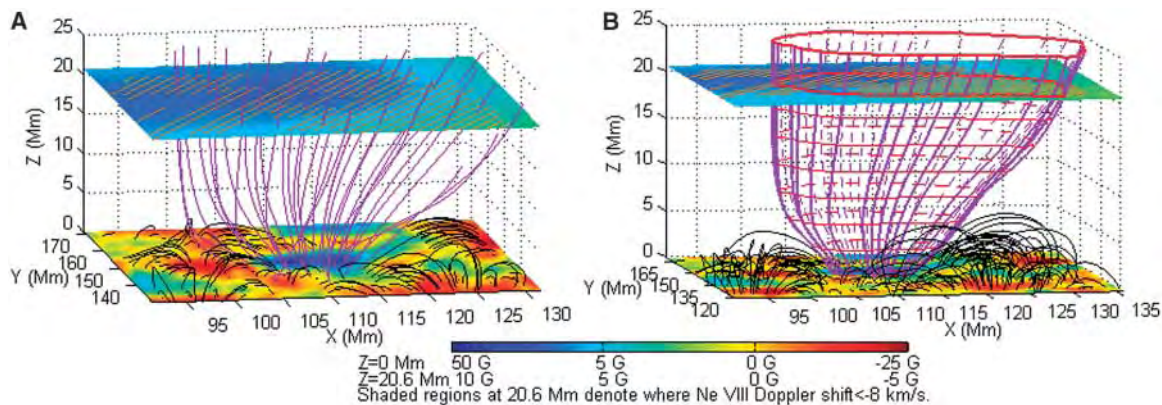 A
B
25
20
15
10
5
0
Z (Mm)
170
160
150
140
Y (Mm)
95 100 105 110 115 120 125 130
X (Mm)
25
20
15
10
5
0
Z (Mm)
165
150
135
120
Y (Mm)
95 100 105 110 115 120 125 130 135
X (Mm)
Z=0 Mm 50 G 5 G 0 G -25 G
Z=20.6 Mm 10 G 5 G 0 G -5 G
Shaded regions at 20.6 Mm denote where Ne VIII Doppler shift<-8 km/s.